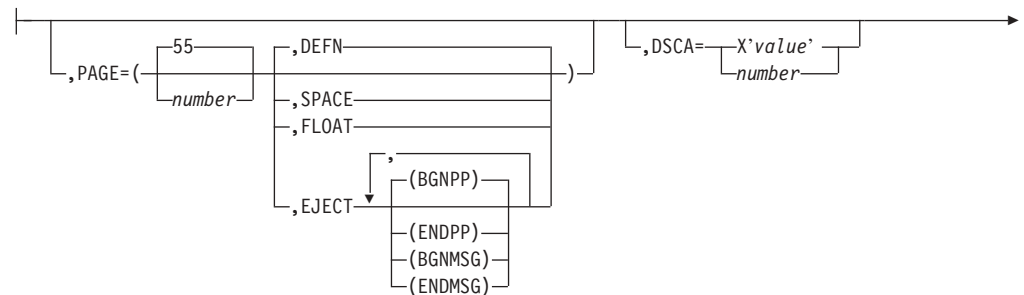 55
,DEFN
,DSCA=
X'value'
,PAGE=(
)
number
number
,SPACE
,FLOAT
,
(BGNPP)
,EJECT
(ENDPP)
(BGNMSG)
(ENDMSG)